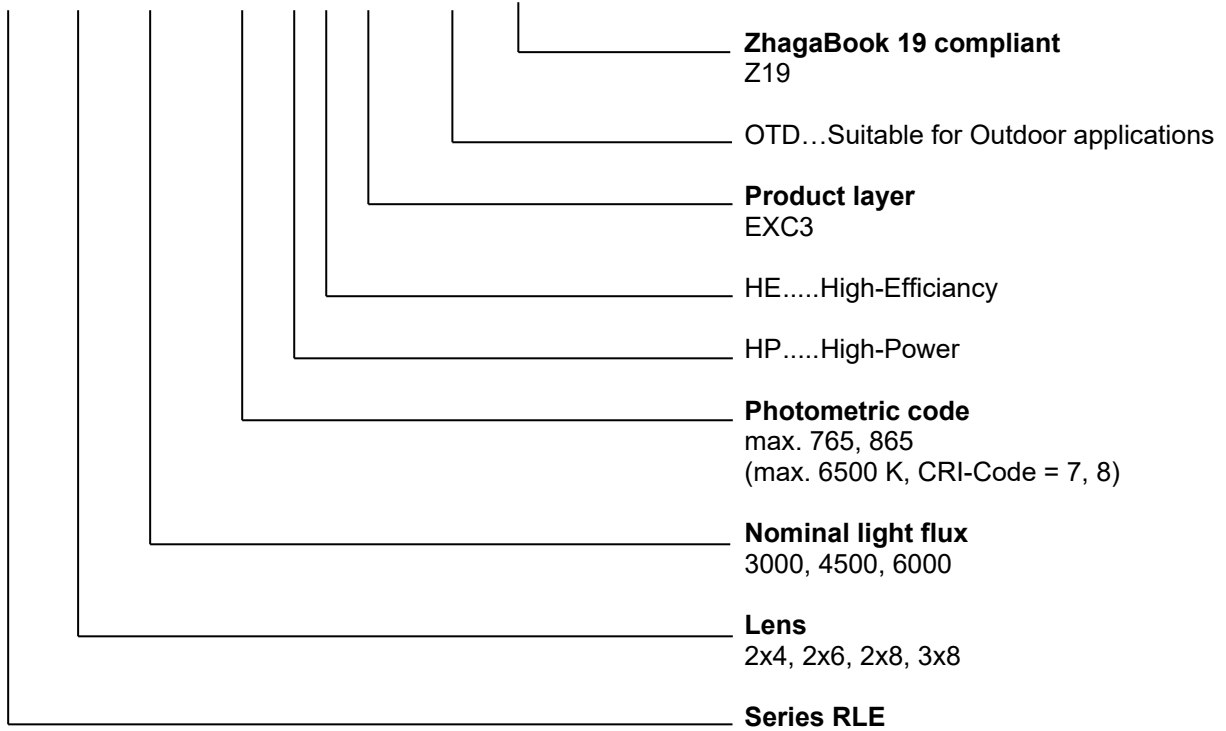 ZhagaBook 19 compliant
Z19
OTD…Suitable for Outdoor applications
Product layer
EXC3
HE.....High-Efficiancy
HP.....High-Power
Photometric code
max. 765, 865
(max. 6500 K, CRI-Code = 7, 8)
Nominal light flux
3000, 4500, 6000
Lens
2x4, 2x6, 2x8, 3x8
Series RLE